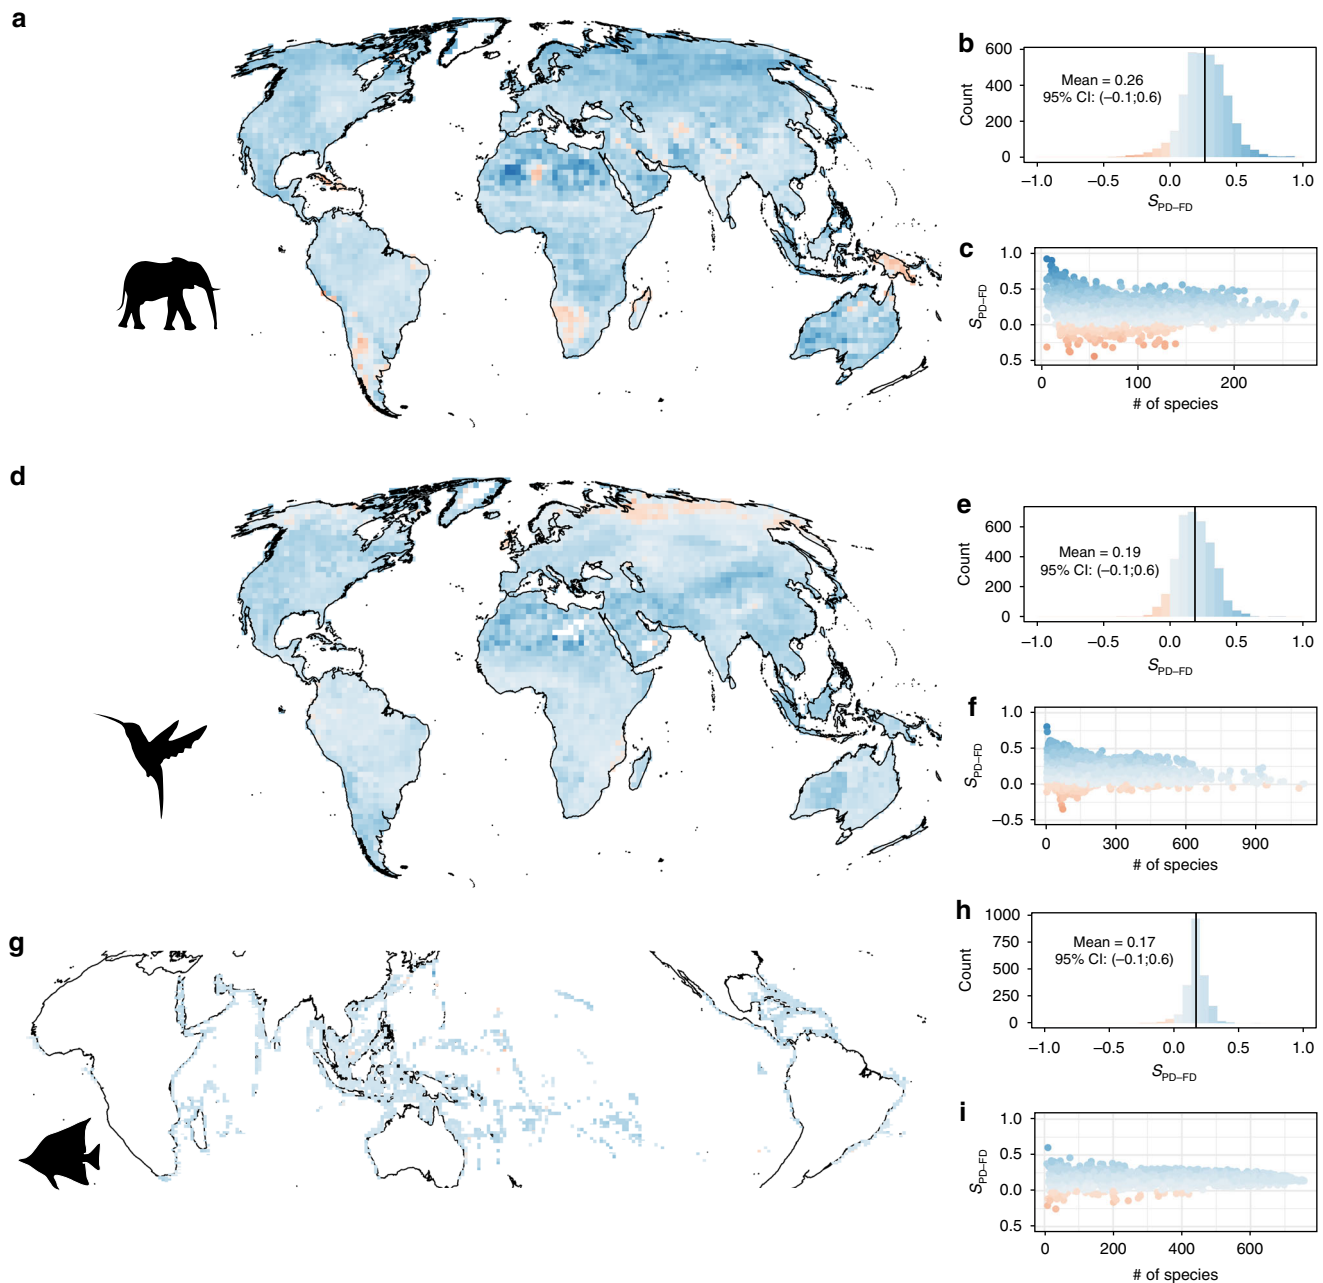 a
b
600
400
200
0
Count
Mean = 0.26
95% CI: (–0.1;0.6)
–1.0 –0.5 0.0 0.5 1.0
SPD–FD
c
1.0
0.5
0.0
0.5
SPD–FD
0 100 200
# of species
d
e
600
400
200
0
Count
Mean = 0.19
95% CI: (–0.1;0.6)
–1.0 –0.5 0.0 0.5 1.0
SPD–FD
f
1.0
0.5
0.0
–0.5
SPD–FD
0 300 600 900
# of species
g
h
1000
750
500
250
0
Count
Mean = 0.17
95% CI: (–0.1;0.6)
–1.0 –0.5 0.0 0.5 1.0
SPD–FD
i
1.0
0.5
0.0
0.5
SPD–FD
0 200 400 600
# of species